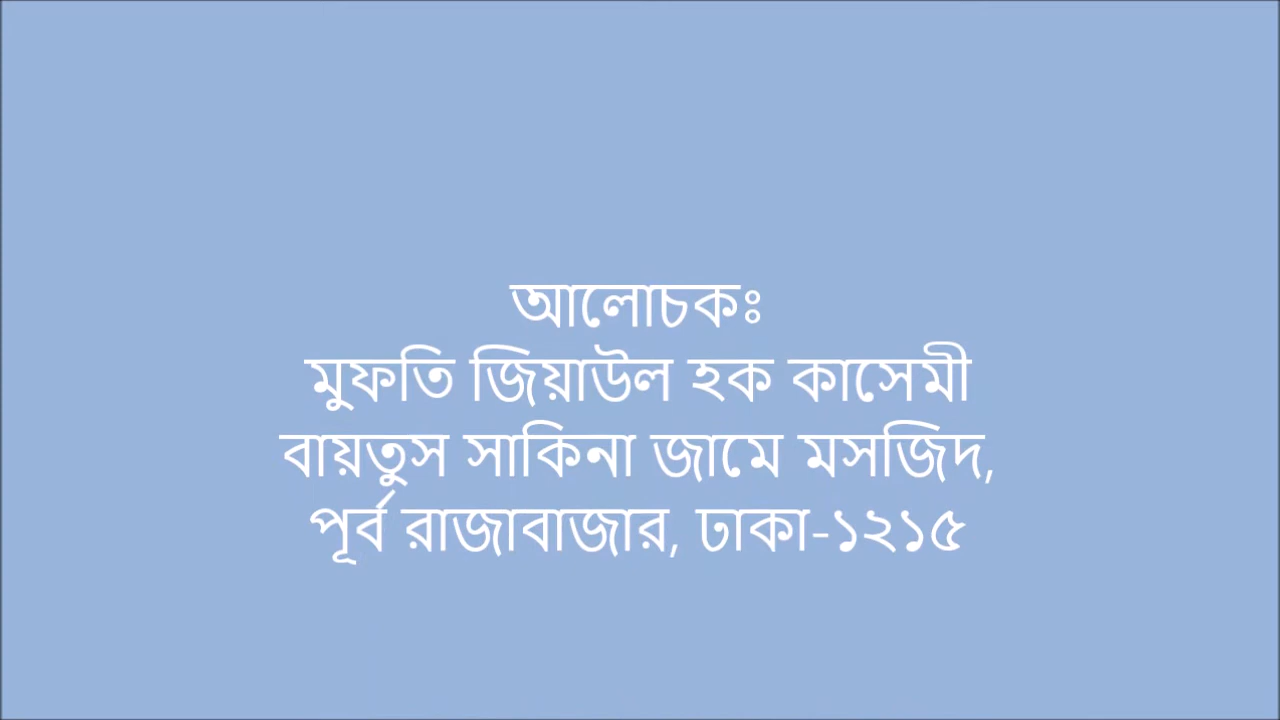 আলোচকঃ
মুফতি জিয়াউল হক কাসেমী
বায়তুস সাকিনা জামে মসজিদ,
পূর্ব রাজাবাজার, ঢাকা-১২১৫